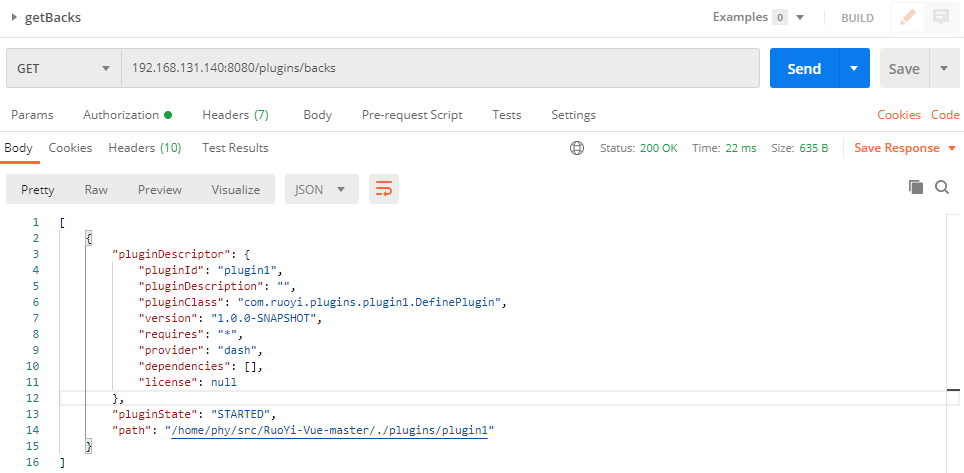 getBacks Examples 0 BUILD
GET 192.168.131.140:8080/plugins/backs Send Save
Params Authorization Headers (7) Body Pre-request Script Tests Settings Cookies Code
Body Cookies Headers (10) Test Results Status: 200 OK Time: 22 ms Size: 635 B Save Response
Pretty Raw Preview Visualize JSON
1 [
2 {
3 "pluginDescriptor": {
4 "pluginId": "plugin1",
5 "pluginDescription": "",
6 "pluginClass": "com.ruoyi.plugins.plugin1.DefinePlugin",
7 "version": "1.0.0-SNAPSHOT",
8 "requires": "*",
9 "provider": "dash",
10 "dependencies": [],
11 "license": null
12 },
13 "pluginState": "STARTED",
14 "path": "/home/phy/src/RuoYi-Vue-master/./plugins/plugin1"
15 }
16 ]